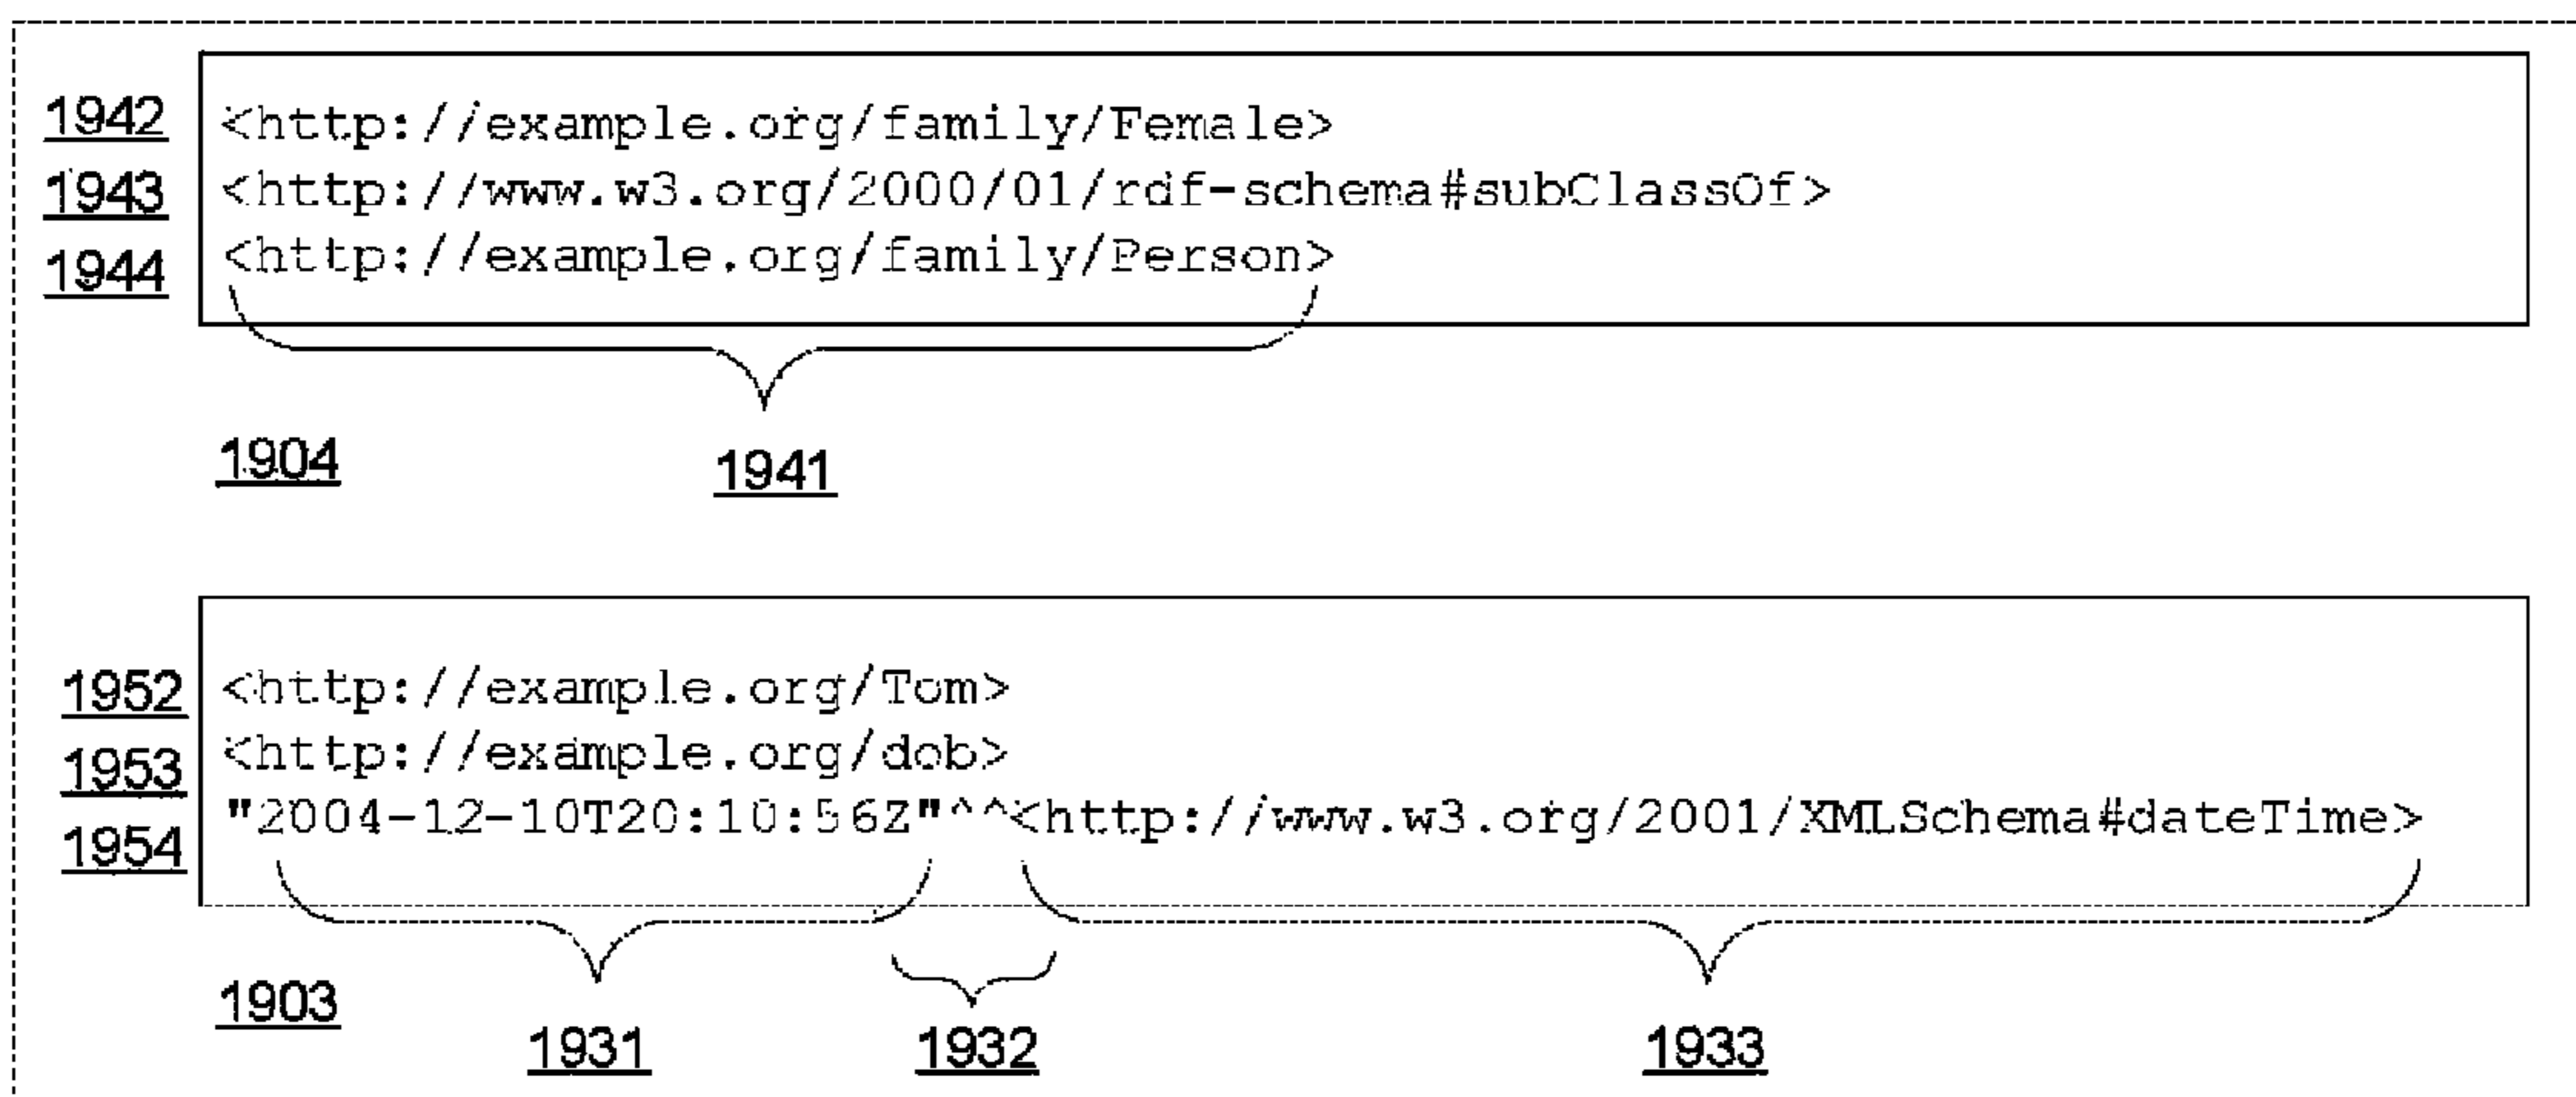 1942 <http://example.org/family/Female>
1943 <http://www.w3.org/2000/01/rdf-schema#subClassOf>
1944 <http://example.org/family/Person>
1904 1941
1952 <http://example.org/Tom>
1953 <http://example.org/dob>
1954 "2004-12-10T20:10:56Z"^^<http://www.w3.org/2001/XMLSchema#dateTime>
1903
1931 1932 1933